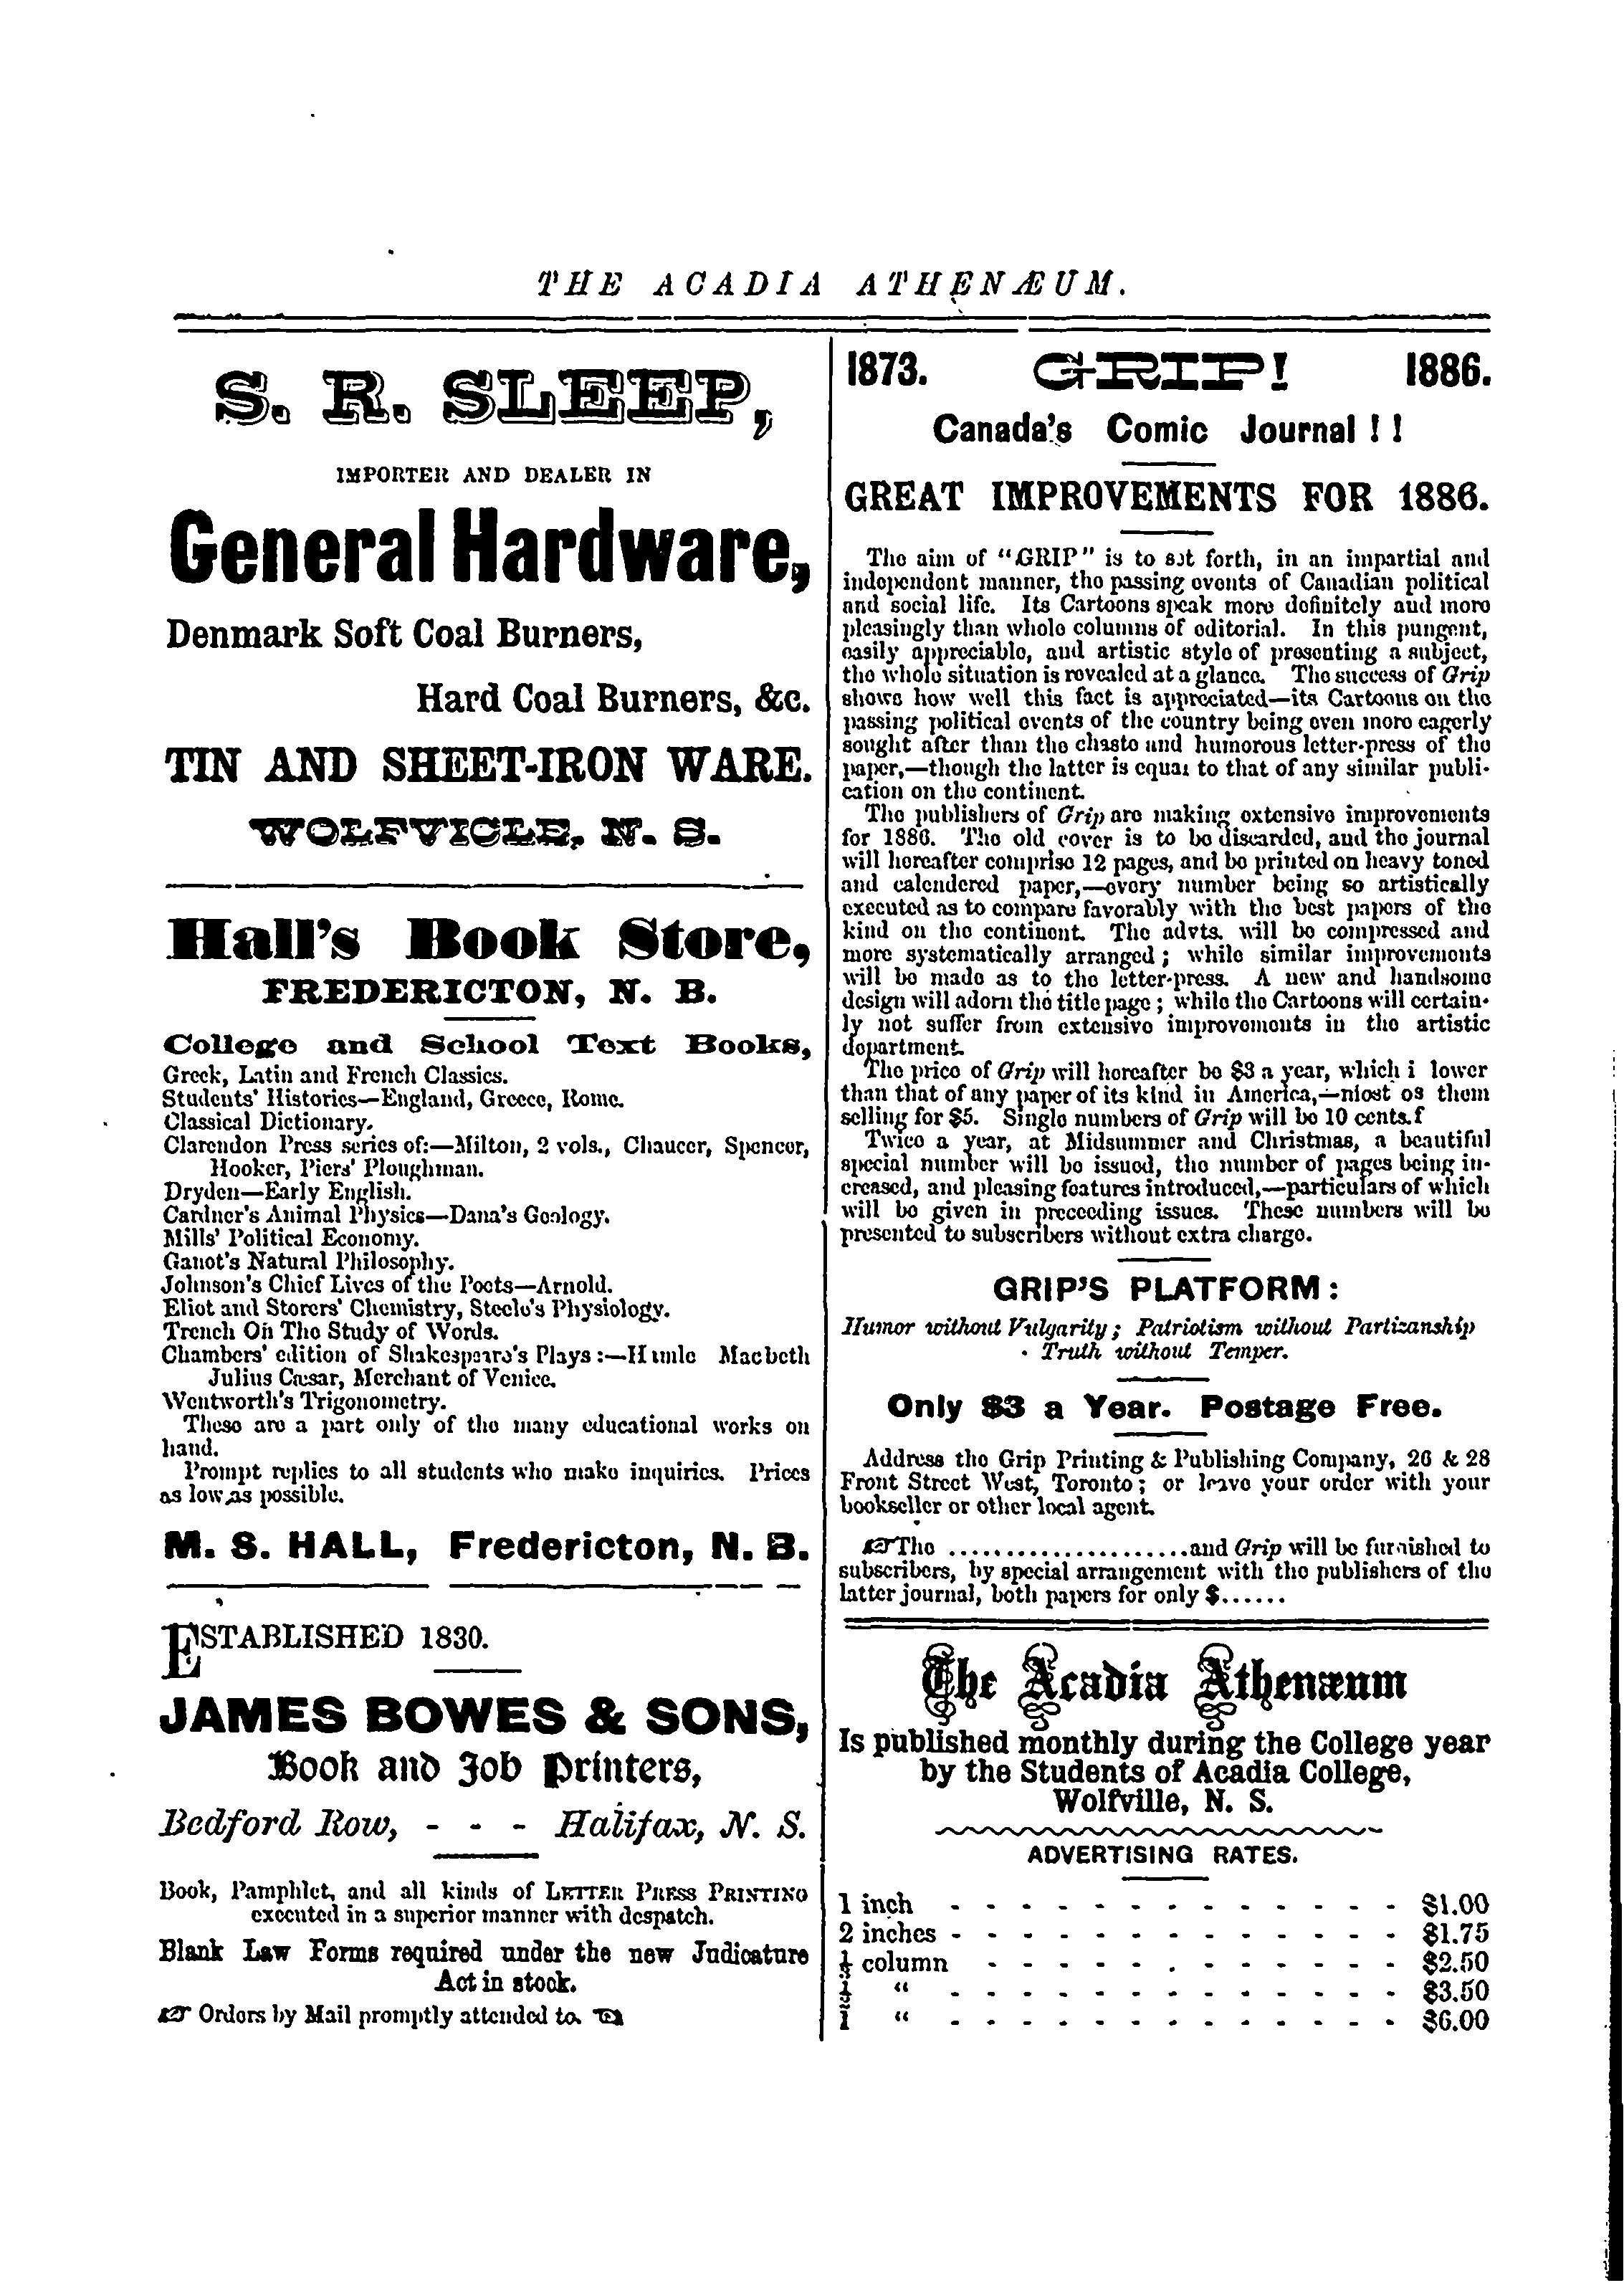 THE ACADIA ATHENÆUM.
S. R. SLEEP,
IMPORTER AND DEALER IN
General Hardware,
Denmark Soft Coal Burners,
Hard Coal Burners, &c.
TIN AND SHEET-IRON WARE.
WOLFVICLE, N. S.
Hall's Book Store,
FREDERICTON, N. B.
College and School Text Books,
Greek, Latin and French Classics.
Students' Histories—England, Greece, Rome.
Classical Dictionary.
Clarendon Press series of:—Milton, 2 vols., Chaucer, Spencer,
Hooker, Piers' Ploughman.
Dryden—Early English.
Cardner's Animal Physics—Dana's Geology.
Mills' Political Economy.
Ganot's Natural Philosophy.
Johnson's Chief Lives of the Poets—Arnold.
Eliot and Storers' Chemistry, Steele's Physiology.
Trench On The Study of Words.
Chambers' edition of Shakespeare's Plays:—H mle Macbeth
Julius Cæsar, Merchant of Venice.
Wentworth's Trigonometry.
These are a part only of the many educational works on
hand.
Prompt replies to all students who make inquiries. Prices
as low as possible.
M. S. HALL, Fredericton, N. B.
ESTABLISHED 1830.
JAMES BOWES & SONS,
Book and Job Printers,
Bedford Row, - - - Halifax, N. S.
Book, Pamphlet, and all kinds of LETTER PRESS PRINTING
executed in a superior manner with despatch.
Blank Law Forms required under the new Judicature
Act in stock.
☞ Orders by Mail promptly attended to. ☜
1873. GRIP! 1886.
Canada's Comic Journal!!
GREAT IMPROVEMENTS FOR 1886.
The aim of "GRIP" is to set forth, in an impartial and
independent manner, the passing events of Canadian political
and social life. Its Cartoons speak more definitely and more
pleasingly than whole columns of editorial. In this pungent,
easily appreciable, and artistic style of presenting a subject,
the whole situation is revealed at a glance. The success of Grip
shows how well this fact is appreciated—its Cartoons on the
passing political events of the country being even more eagerly
sought after than the chaste and humorous letter-press of the
paper,—though the latter is equal to that of any similar publi-
cation on the continent.
The publishers of Grip are making extensive improvements
for 1886. The old cover is to be discarded, and the journal
will hereafter comprise 12 pages, and be printed on heavy toned
and calendered paper,—every number being so artistically
executed as to compare favorably with the best papers of the
kind on the continent. The advts. will be compressed and
more systematically arranged; while similar improvements
will be made as to the letter-press. A new and handsome
design will adorn the title page; while the Cartoons will certain-
ly not suffer from extensive improvements in the artistic
department.
The price of Grip will hereafter be $3 a year, which i lower
than that of any paper of its kind in America,—most os them
selling for $5. Single numbers of Grip will be 10 cents.f
Twice a year, at Midsummer and Christmas, a beautiful
special number will be issued, the number of pages being in-
creased, and pleasing features introduced,—particulars of which
will be given in preceeding issues. These numbers will be
presented to subscribers without extra charge.
GRIP'S PLATFORM:
Humor without Vulgarity; Patriotism without Partizanship
Truth without Temper.
Only $3 a Year. Postage Free.
Address the Grip Printing & Publishing Company, 26 & 28
Front Street West, Toronto; or leave your order with your
bookseller or other local agent.
☞The .....................and Grip will be furnished to
subscribers, by special arrangement with the publishers of the
latter journal, both papers for only $......
The Acadia Athenæum
Is published monthly during the College year
by the Students of Acadia College,
Wolfville, N. S.
ADVERTISING RATES.
1 inch - - - - - - - - - - - - - $1.00
2 inches - - - - - - - - - - - - - $1.75
⅓ column - - - - - - - - - - - - $2.50
½ " - - - - - - - - - - - - - $3.50
1 " - - - - - - - - - - - - - $6.00